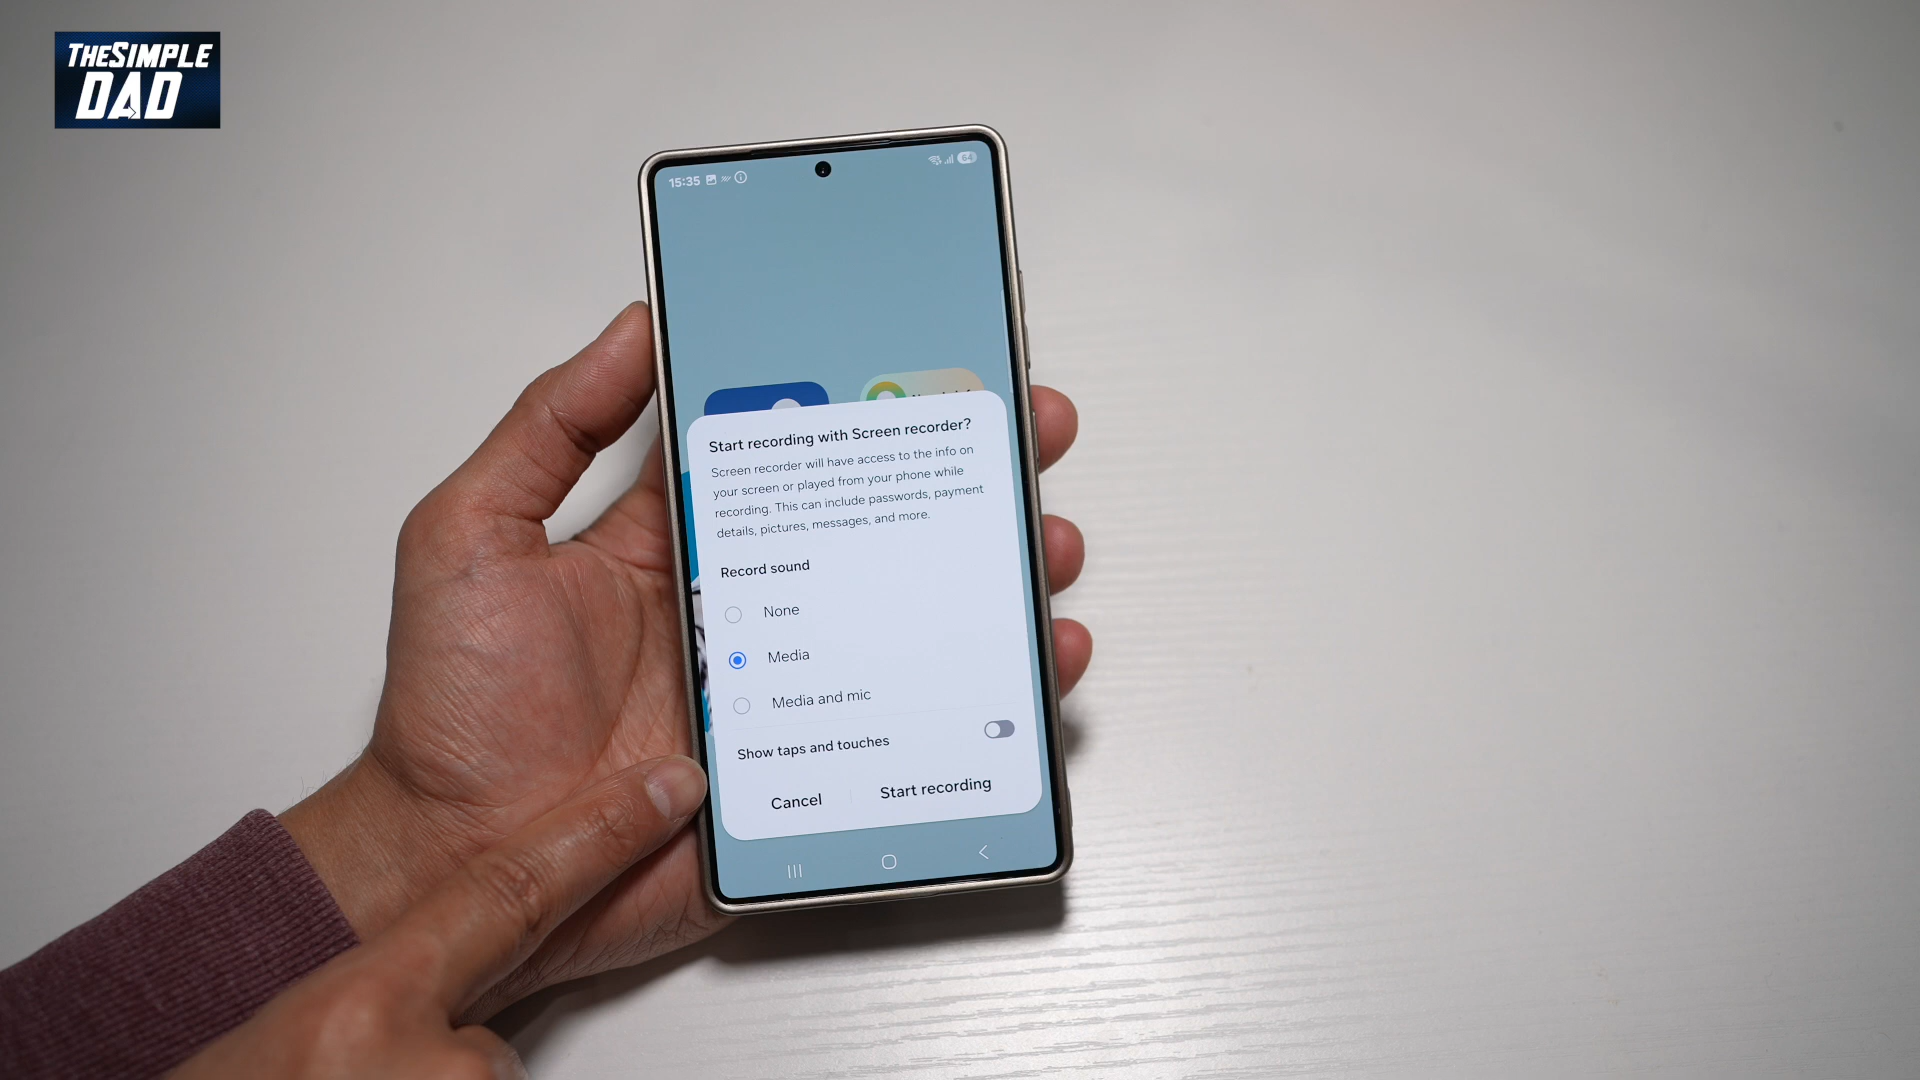 THESIMPLE
DAD
15:35
64
Start recording with Screen recorder?
Screen recorder will have access to the info on
your screen or played from your phone while
recording. This can include passwords, payment
details, pictures, messages, and more.
Record sound
None
Media
Media and mic
Show taps and touches
Cancel
Start recording